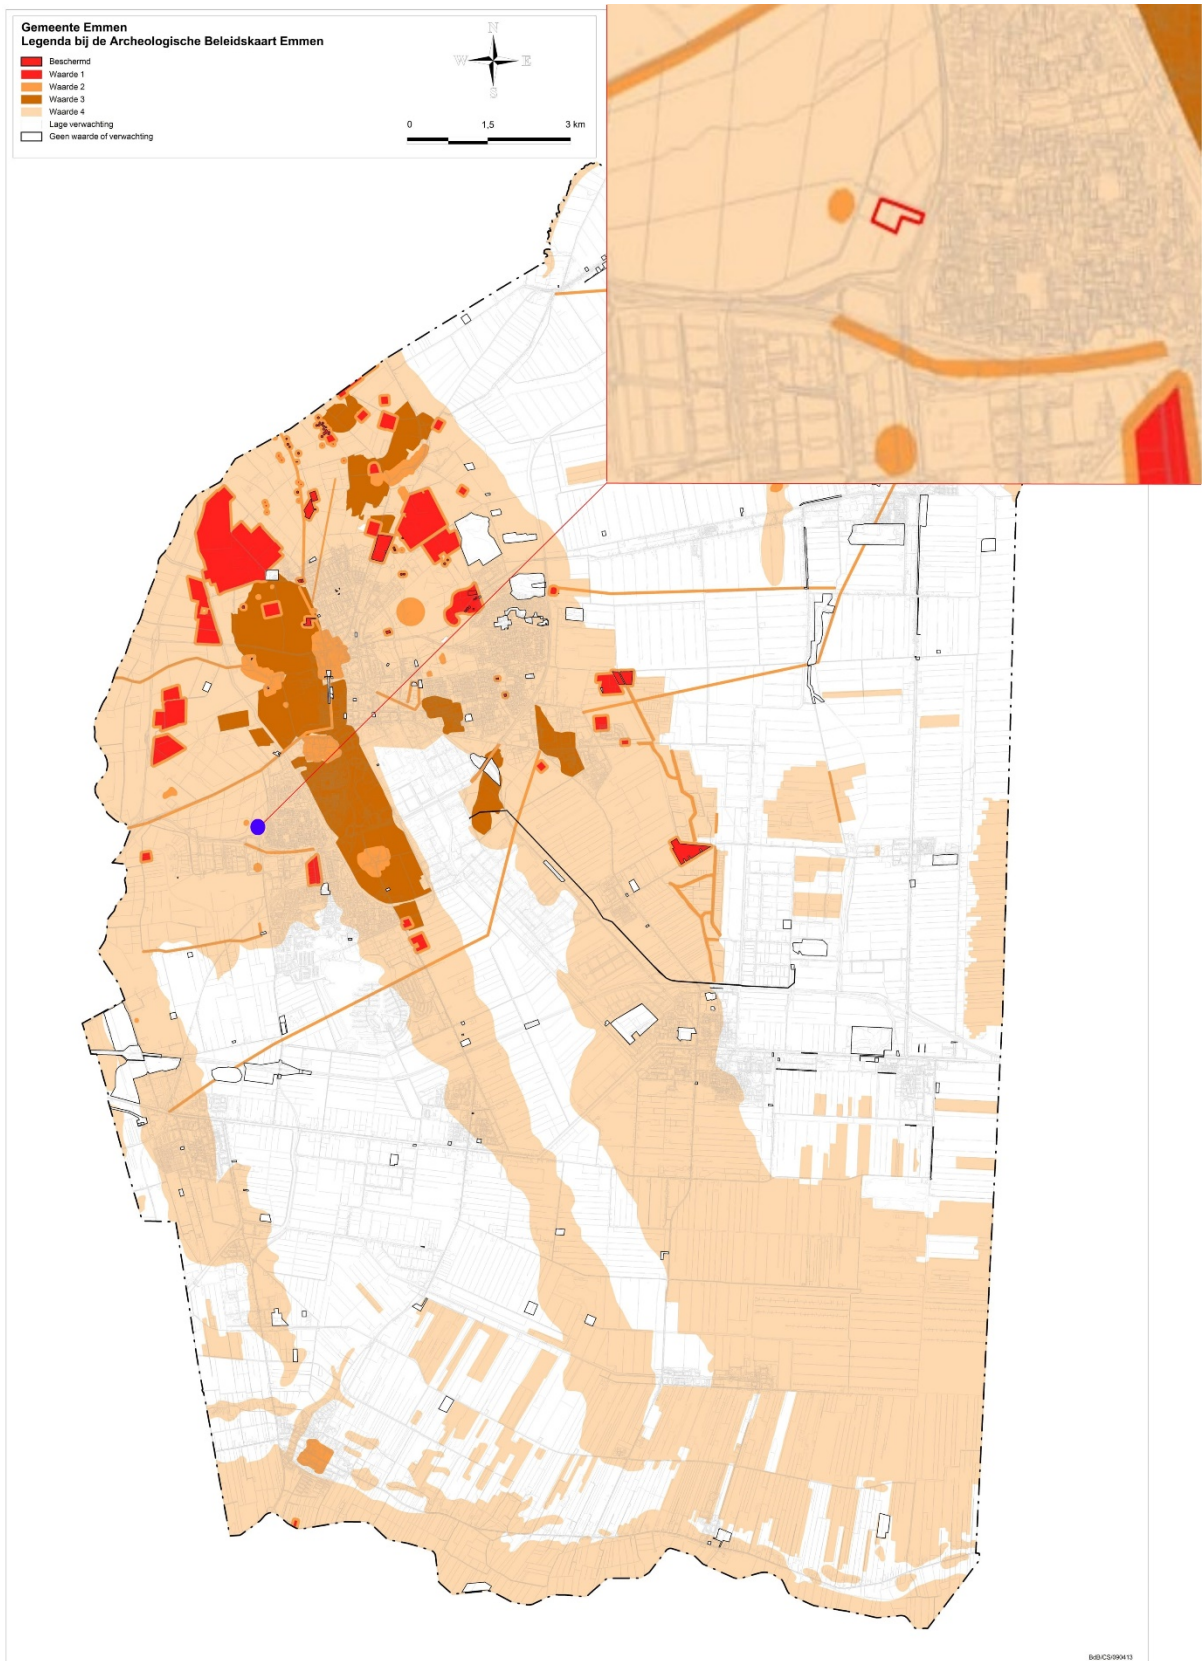 Gemeente Emmen
Legenda bij de Archeologische Beleidskaart Emmen
Beschermd
Waarde 1
Waarde 2
Waarde 3
Waarde 4
Lage verwachting
Geen waarde of verwachting
N
W E
S
0 1,5 3 km
BdB/CS/090413